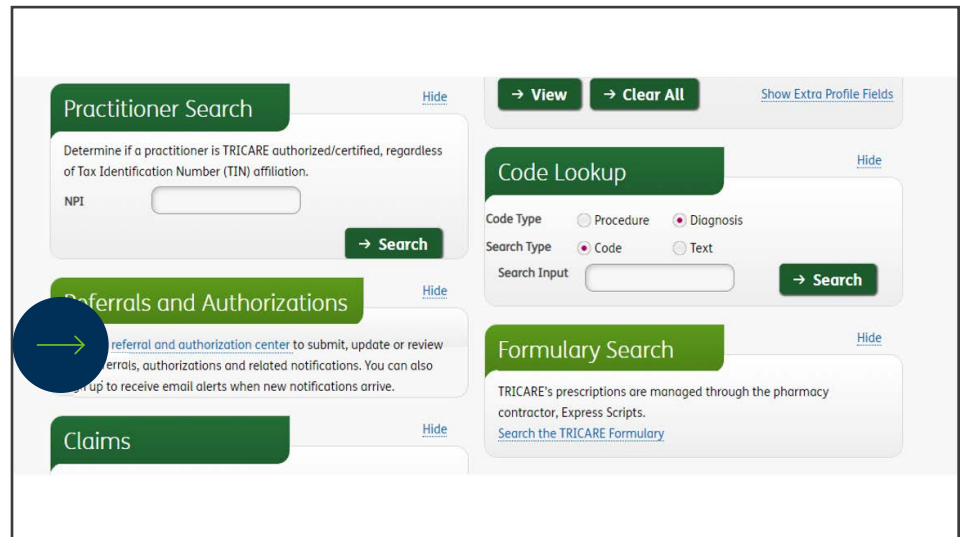 Practitioner Search
Hide
Determine if a practitioner is TRICARE authorized/certified, regardless
of Tax Identification Number (TIN) affiliation.
NPI
→ Search
Referrals and Authorizations
Hide
referral and authorization center to submit, update or review
authorizations and related notifications. You can also
up to receive email alerts when new notifications arrive.
Claims
Hide
→ View → Clear All Show Extra Profile Fields
Code Lookup
Hide
Code Type Procedure Diagnosis
Search Type Code Text
Search Input → Search
Formulary Search
Hide
TRICARE's prescriptions are managed through the pharmacy
contractor, Express Scripts.
Search the TRICARE Formulary